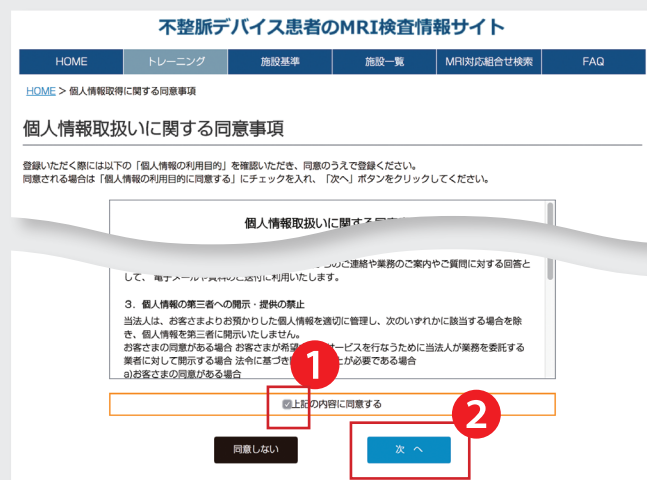 不整脈デバイス患者のMRI検査情報サイト
HOME トレーニング 施設基準 施設一覧 MRI対応組合せ検索 FAQ
HOME > 個人情報取得に関する同意事項
個人情報取扱いに関する同意事項
登録いただく際には以下の「個人情報の利用目的」を確認いただき、同意のうえで登録ください。
同意される場合は「個人情報の利用目的に同意する」にチェックを入れ、「次へ」ボタンをクリックしてください。
個人情報取扱いに関する同意
のご連絡や業務のご案内やご質問に対する回答と
して、電子メールや資料のご送付に利用いたします。
3. 個人情報の第三者への開示・提供の禁止
当法人は、お客さまよりお預かりした個人情報を適切に管理し、次のいずれかに該当する場合を除
き、個人情報を第三者に開示いたしません。
お客さまの同意がある場合 お客さまが希望 サービスを行なうために当法人が業務を委託する
業者に対して開示する場合 法令に基づき が必要である場合
a)お客さまの同意がある場合
1
上記の内容に同意する
2
同意しない 次 へ